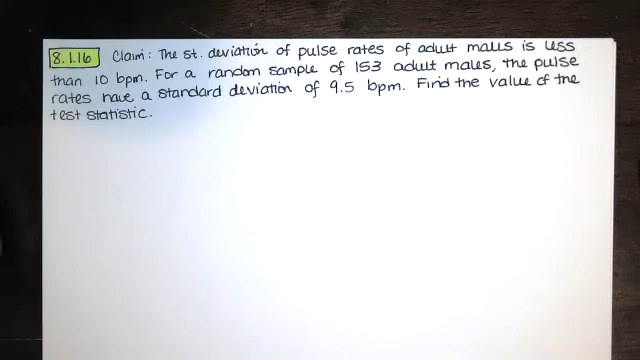 8.1.16 Claim: The st. deviation of pulse rates of adult males is less
than 10 bpm. For a random sample of 153 adult males, the pulse
rates have a standard deviation of 9.5 bpm. Find the value of the
test statistic.